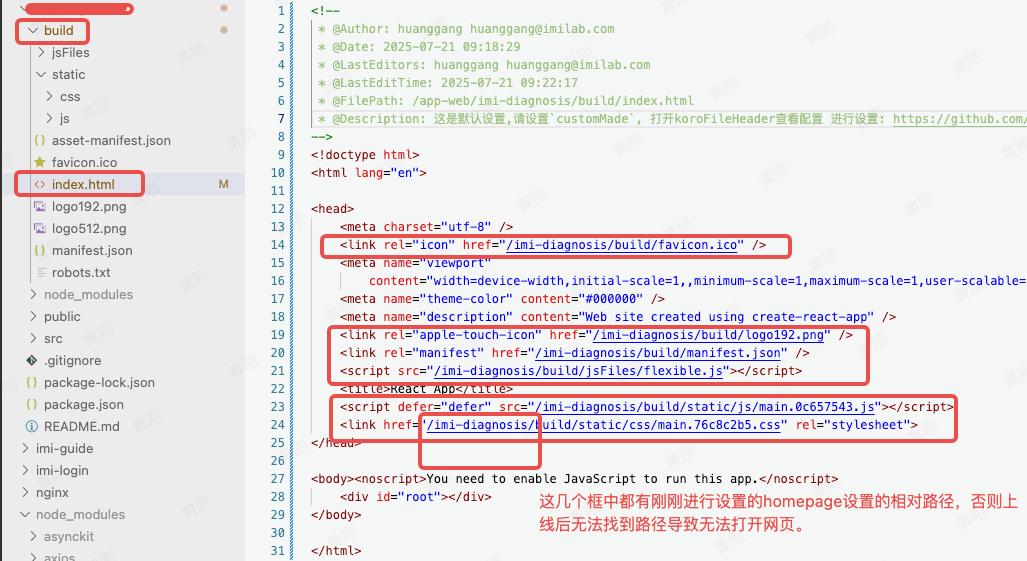 build
jsFiles
static
css
js
asset-manifest.json
favicon.ico
index.html M
logo192.png
logo512.png
manifest.json
robots.txt
node_modules
public
src
.gitignore
package-lock.json
package.json
README.md
imi-guide
imi-login
nginx
node_modules
asynckit
axios
1 <!--
2 * @Author: huanggang huanggang@imilab.com
3 * @Date: 2025-07-21 09:18:29
4 * @LastEditors: huanggang huanggang@imilab.com
5 * @LastEditTime: 2025-07-21 09:22:17
6 * @FilePath: /app-web/imi-diagnosis/build/index.html
7 * @Description: 这是默认设置,请设置`customMade`, 打开koroFileHeader查看配置 进行设置: https://github.com/
8 -->
9 <!doctype html>
10 <html lang="en">
11
12 <head>
13 <meta charset="utf-8" />
14 <link rel="icon" href="/imi-diagnosis/build/favicon.ico" />
15 <meta name="viewport"
16 content="width=device-width,initial-scale=1,,minimum-scale=1,maximum-scale=1,user-scalable=
17 <meta name="theme-color" content="#000000" />
18 <meta name="description" content="Web site created using create-react-app" />
19 <link rel="apple-touch-icon" href="/imi-diagnosis/build/logo192.png" />
20 <link rel="manifest" href="/imi-diagnosis/build/manifest.json" />
21 <script src="/imi-diagnosis/build/jsFiles/flexible.js"></script>
22 <title>React App</title>
23 <script defer="defer" src="/imi-diagnosis/build/static/js/main.0c657543.js"></script>
24 <link href="/imi-diagnosis/build/static/css/main.76c8c2b5.css" rel="stylesheet">
25 </head>
26
27 <body><noscript>You need to enable JavaScript to run this app.</noscript>
28 <div id="root"></div>
29 </body>
30
31 </html>
这几个框中都有刚刚进行设置的homepage设置的相对路径，否则上
线后无法找到路径导致无法打开网页。
黄刚